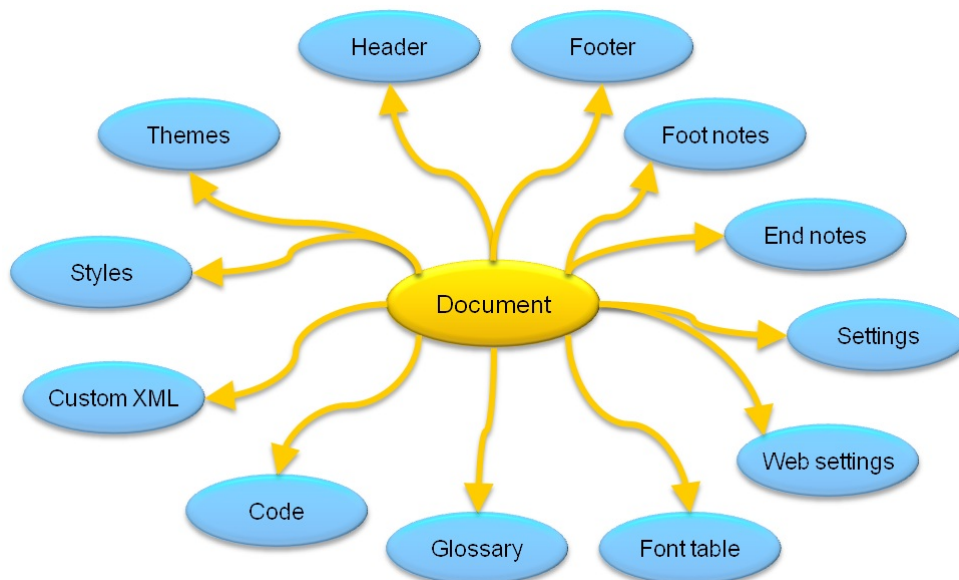 Header
Footer
Themes
Foot notes
End notes
Styles
Document
Settings
Custom XML
Web settings
Code
Glossary
Font table